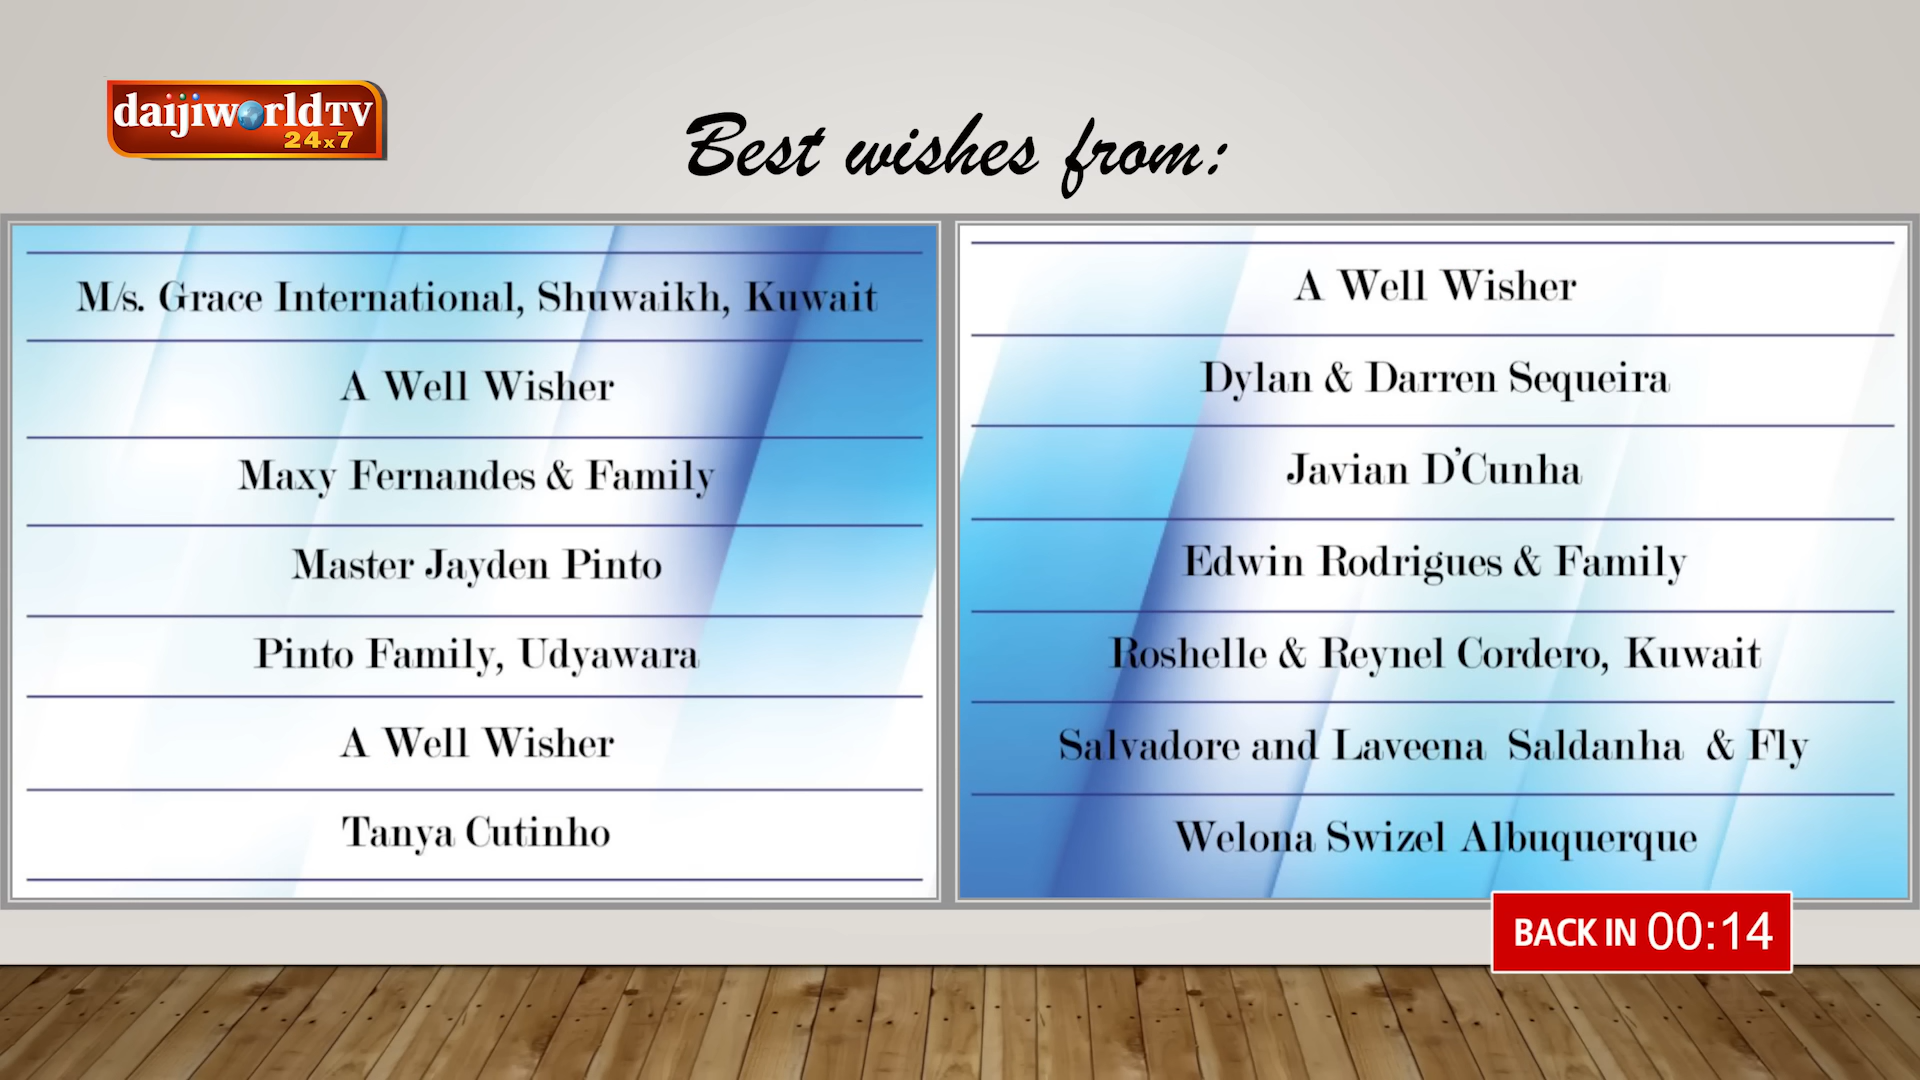 daijiworldTV
24x7
Best wishes from:
M/s. Grace International, Shuwaikh, Kuwait
A Well Wisher
Maxy Fernandes & Family
Master Jayden Pinto
Pinto Family, Udyawara
A Well Wisher
Tanya Cutinho
A Well Wisher
Dylan & Darren Sequeira
Javian D’Cunha
Edwin Rodrigues & Family
Roshelle & Reynel Cordero, Kuwait
Salvadore and Laveena Saldanha & Fly
Welona Swizel Albuquerque
BACK IN 00:14